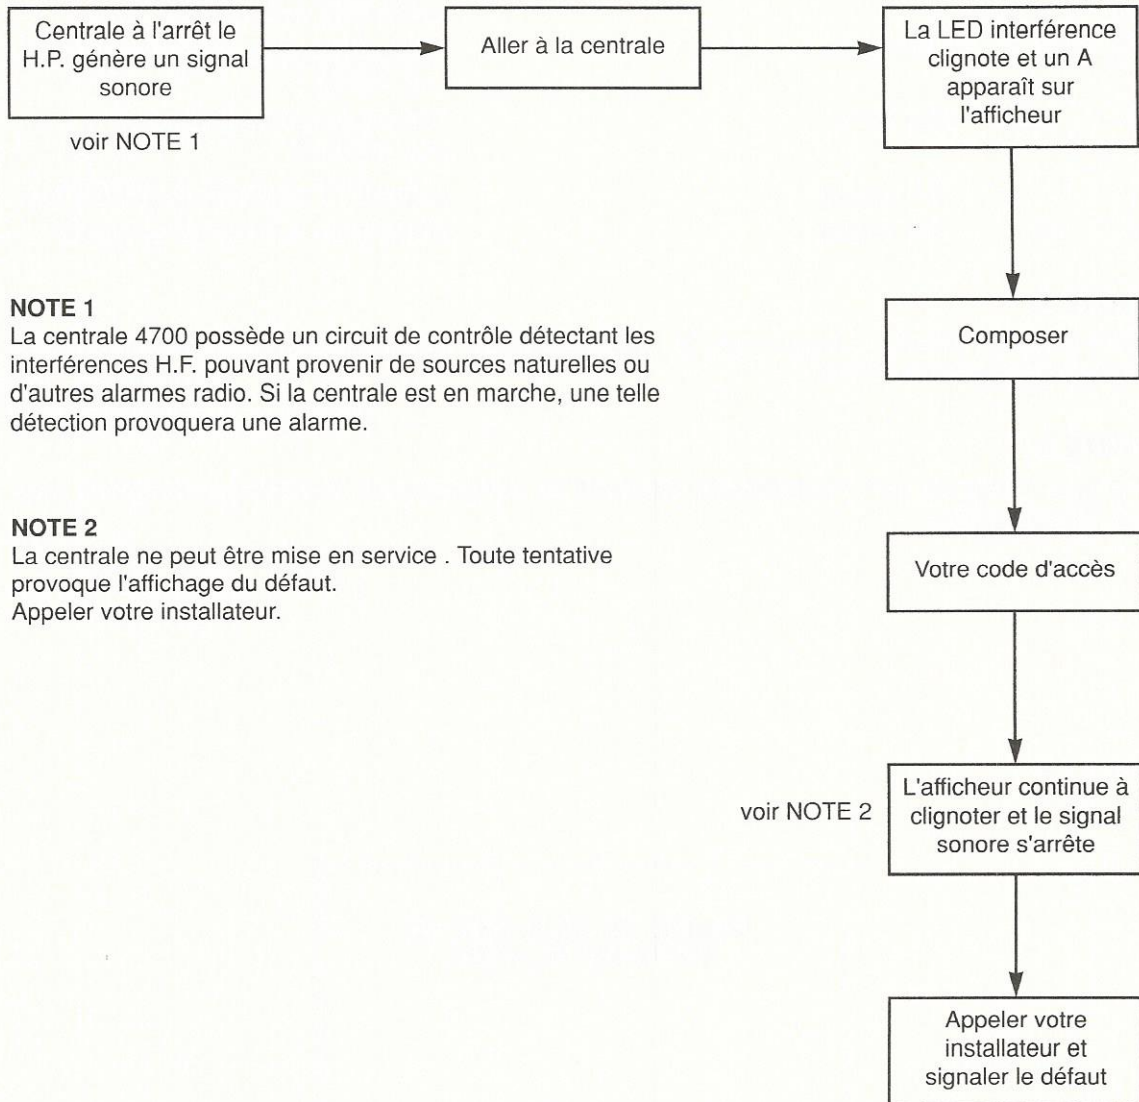 Centrale à l'arrêt le
H.P. génère un signal
sonore
voir NOTE 1
Aller à la centrale
La LED interférence
clignote et un A
apparaît sur
l'afficheur
NOTE 1
La centrale 4700 possède un circuit de contrôle détectant les
interférences H.F. pouvant provenir de sources naturelles ou
d'autres alarmes radio. Si la centrale est en marche, une telle
détection provoquera une alarme.
Composer
NOTE 2
La centrale ne peut être mise en service . Toute tentative
provoque l'affichage du défaut.
Appeler votre installateur.
Votre code d'accès
voir NOTE 2
L'afficheur continue à
clignoter et le signal
sonore s'arrête
Appeler votre
installateur et
signaler le défaut